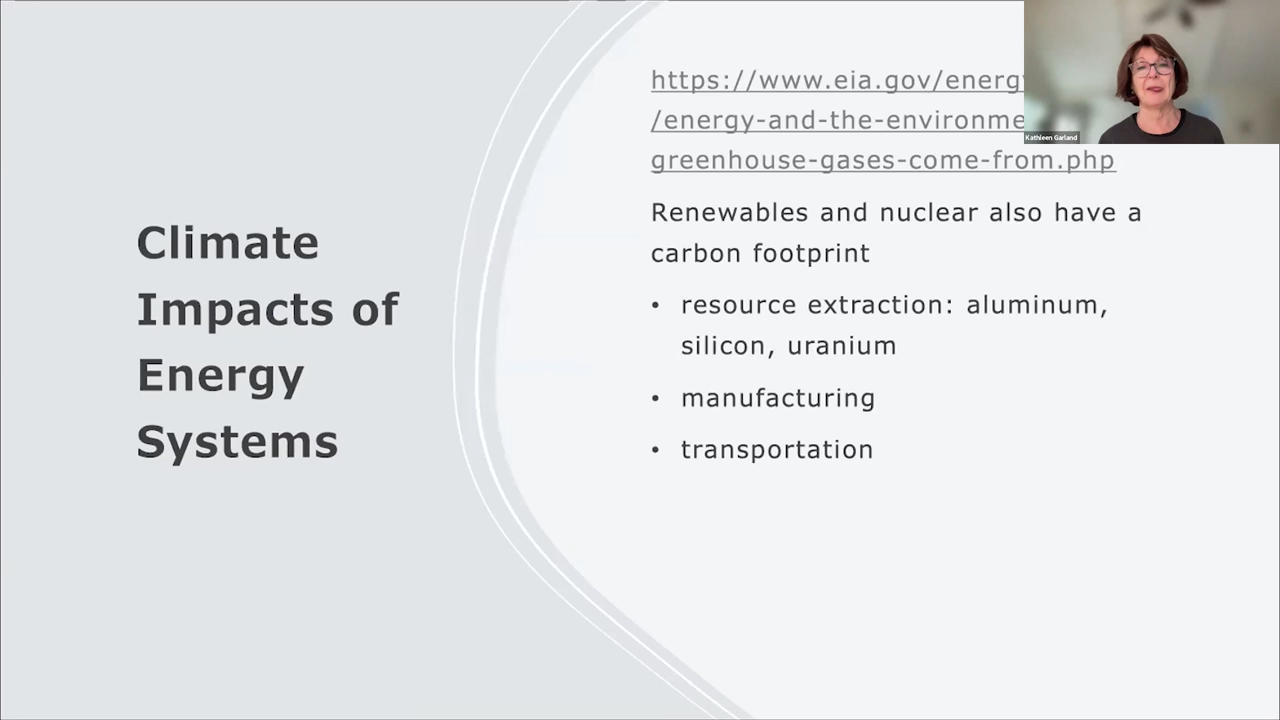 Climate
Impacts of
Energy
Systems
https://www.eia.gov/energy
/energy-and-the-environme
greenhouse-gases-come-from.php
Renewables and nuclear also have a
carbon footprint
• resource extraction: aluminum,
silicon, uranium
• manufacturing
• transportation
Kathleen Garland